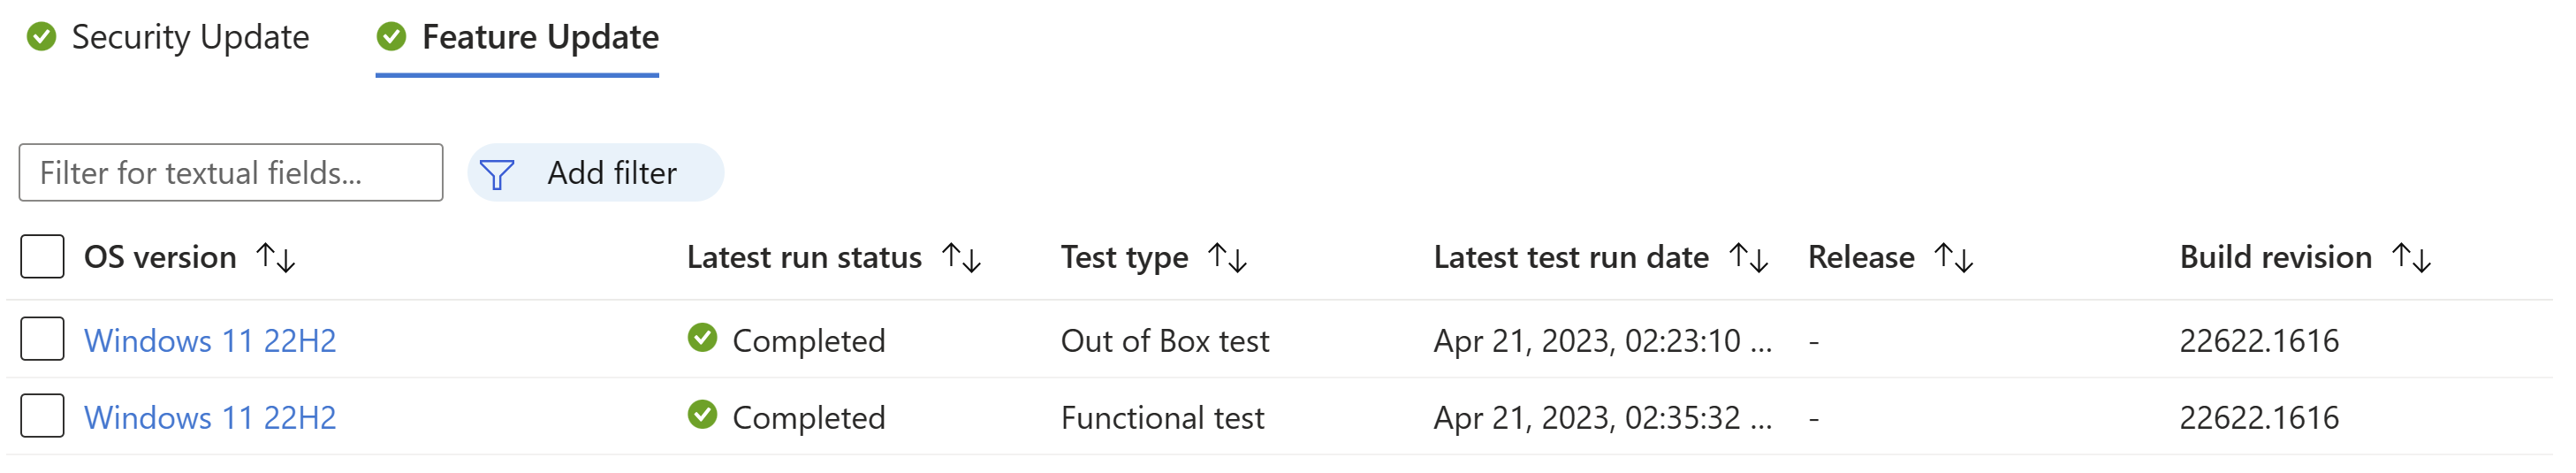 Security Update Feature Update
Filter for textual fields... Add filter
OS version Latest run status Test type Latest test run date Release Build revision
Windows 11 22H2 Completed Out of Box test Apr 21, 2023, 02:23:10 ... - 22622.1616
Windows 11 22H2 Completed Functional test Apr 21, 2023, 02:35:32 ... - 22622.1616